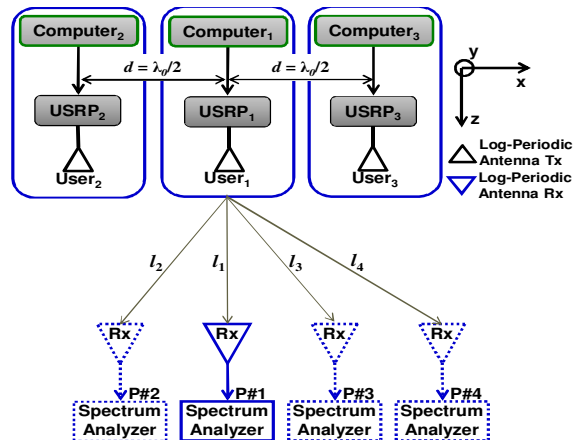 Computer₂
Computer₁
Computer₃
d = λ₀/2
d = λ₀/2
y
x
z
USRP₂
USRP₁
USRP₃
User₂
User₁
User₃
Log-Periodic
Antenna Tx
Log-Periodic
Antenna Rx
l₂
l₁
l₃
l₄
Rx
Rx
Rx
Rx
P#2
P#1
P#3
P#4
Spectrum
Analyzer
Spectrum
Analyzer
Spectrum
Analyzer
Spectrum
Analyzer